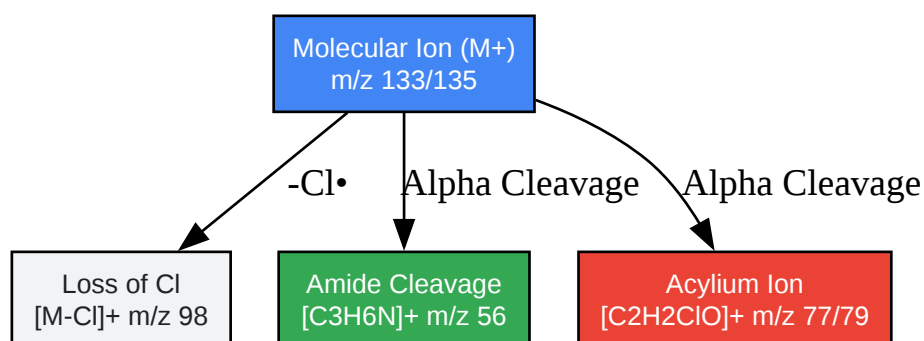 Molecular Ion (M+)
m/z 133/135
-Cl•
Alpha Cleavage
Alpha Cleavage
Loss of Cl
[M-Cl]+ m/z 98
Amide Cleavage
[C3H6N]+ m/z 56
Acylium Ion
[C2H2ClO]+ m/z 77/79